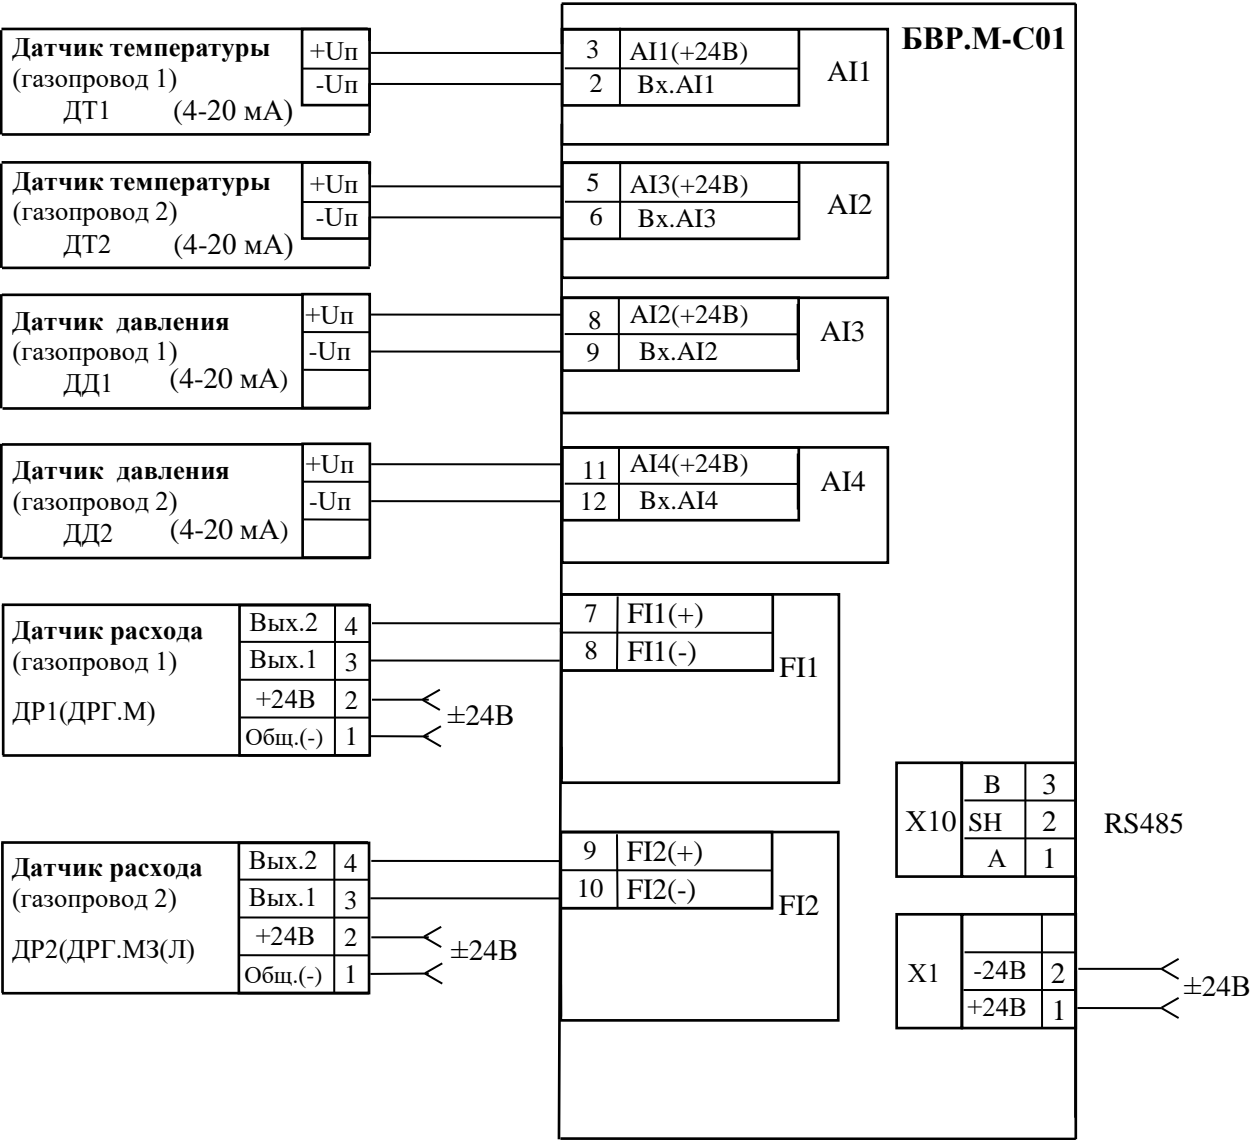 БВР.М-С01
Датчик температуры
(газопровод 1)
ДТ1 (4-20 мА)
+Uп
-Uп
3 AI1(+24В)
2 Вх.AI1
AI1
Датчик температуры
(газопровод 2)
ДТ2 (4-20 мА)
+Uп
-Uп
5 AI3(+24В)
6 Вх.AI3
AI2
Датчик давления
(газопровод 1)
ДД1 (4-20 мА)
+Uп
-Uп
8 AI2(+24В)
9 Вх.AI2
AI3
Датчик давления
(газопровод 2)
ДД2 (4-20 мА)
+Uп
-Uп
11 AI4(+24В)
12 Вх.AI4
AI4
Датчик расхода
(газопровод 1)
ДР1(ДРГ.М)
Вых.2 4
Вых.1 3
+24В 2
Общ.(-) 1
±24В
7 FI1(+)
8 FI1(-)
FI1
Датчик расхода
(газопровод 2)
ДР2(ДРГ.МЗ(Л)
Вых.2 4
Вых.1 3
+24В 2
Общ.(-) 1
±24В
9 FI2(+)
10 FI2(-)
FI2
X10
B 3
SH 2
A 1
RS485
X1
-24В 2
+24В 1
±24В